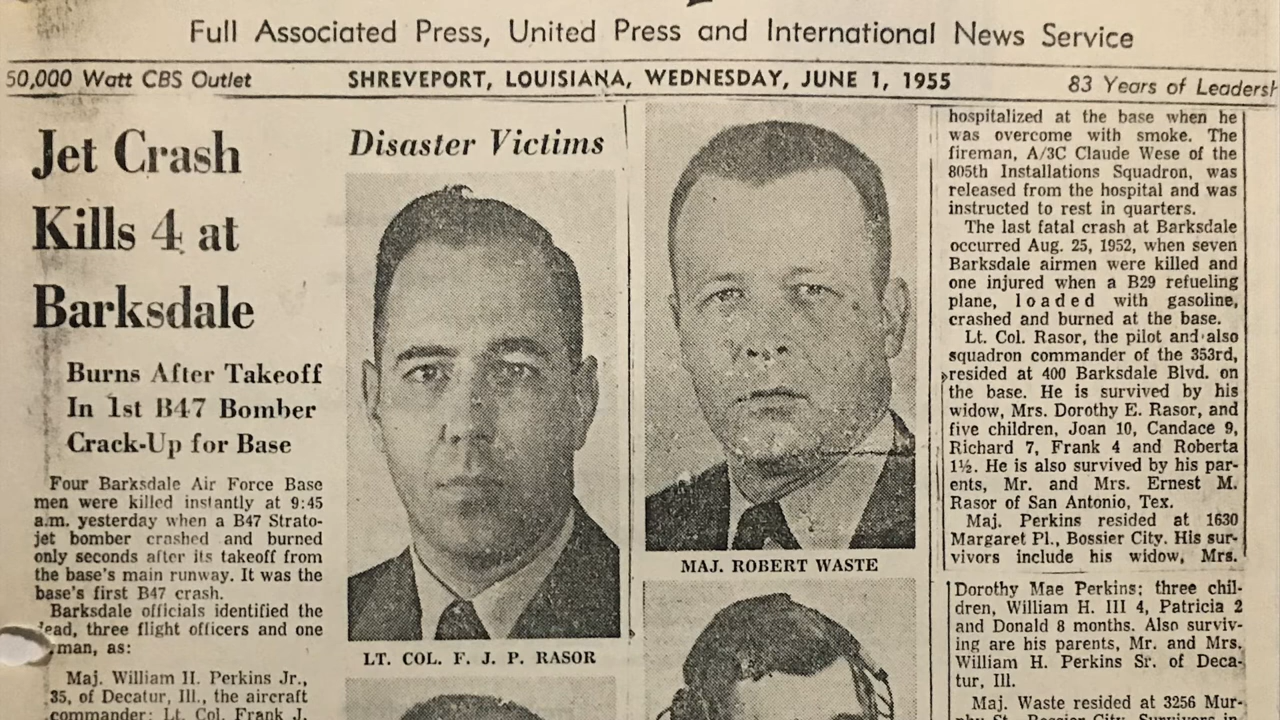 Full Associated Press, United Press and International News Service
50,000 Watt CBS Outlet SHREVEPORT, LOUISIANA, WEDNESDAY, JUNE 1, 1955 83 Years of
Jet Crash
Kills 4 at
Barksdale
Burns After Takeoff
In 1st B47 Bomber
Crack-Up for Base
Four Barksdale Air Force Base
men were killed instantly at 9:45
a.m. yesterday when a B47 Strato-
jet bomber crashed and burned
only seconds after its takeoff from
the base's main runway. It was the
base's first B47 crash.
Barksdale officials identified the
three flight officers and one
man, as:
Maj. William H. Perkins Jr.,
35, of Decatur, Ill., the aircraft
commander; Lt. Col. Frank J.
Disaster Victims
LT. COL. F. J. P. RASOR
MAJ. ROBERT WASTE
hospitalized at the base when he
was overcome with smoke. The
fireman, A/3C Claude Wese of the
805th Installations Squadron, was
released from the hospital and was
instructed to rest in quarters.
The last fatal crash at Barksdale
occurred Aug. 25, 1952, when seven
Barksdale airmen were killed and
one injured when a B29 refueling
plane, loaded with gasoline,
crashed and burned at the base.
Lt. Col. Rasor, the pilot and also
squadron commander of the 353rd,
resided at 400 Barksdale Blvd. on
the base. He is survived by his
widow, Mrs. Dorothy E. Rasor, and
five children, Joan 10, Candace 9,
Richard 7, Frank 4 and Roberta
1½. He is also survived by his par-
ents, Mr. and Mrs. Ernest M.
Rasor of San Antonio, Tex.
Maj. Perkins resided at 1630
Margaret Pl., Bossier City. His sur-
vivors include his widow, Mrs.
Dorothy Mae Perkins; three chil-
dren, William H. III 4, Patricia 2
and Donald 8 months. Also surviv-
ing are his parents, Mr. and Mrs.
William H. Perkins Sr. of Deca-
tur, Ill.
Maj. Waste resided at 3256 Mur-